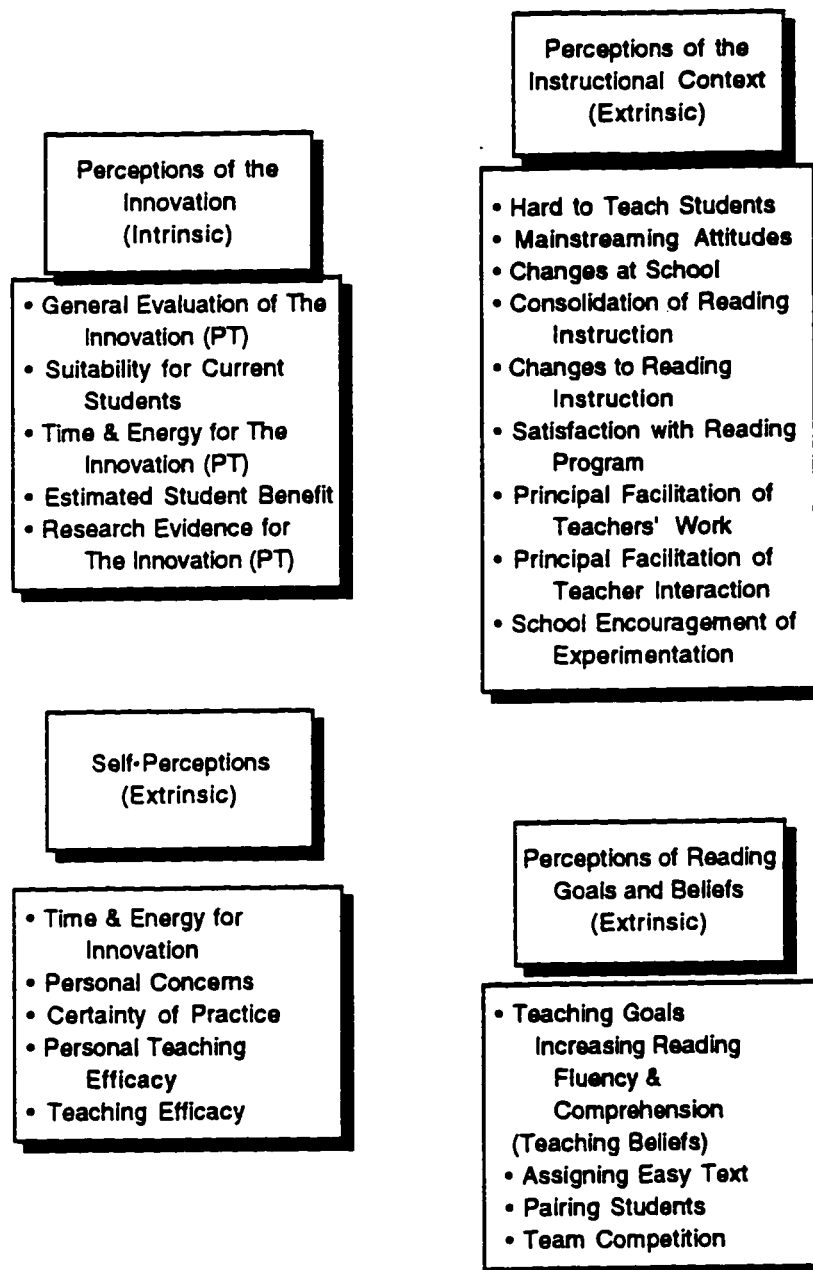 Perceptions of the
Innovation
(Intrinsic)
• General Evaluation of The
Innovation (PT)
• Suitability for Current
Students
• Time & Energy for The
Innovation (PT)
• Estimated Student Benefit
• Research Evidence for
The Innovation (PT)
Perceptions of the
Instructional Context
(Extrinsic)
• Hard to Teach Students
• Mainstreaming Attitudes
• Changes at School
• Consolidation of Reading
Instruction
• Changes to Reading
Instruction
• Satisfaction with Reading
Program
• Principal Facilitation of
Teachers' Work
• Principal Facilitation of
Teacher Interaction
• School Encouragement of
Experimentation
Self-Perceptions
(Extrinsic)
• Time & Energy for
Innovation
• Personal Concerns
• Certainty of Practice
• Personal Teaching
Efficacy
• Teaching Efficacy
Perceptions of Reading
Goals and Beliefs
(Extrinsic)
• Teaching Goals
Increasing Reading
Fluency &
Comprehension
(Teaching Beliefs)
• Assigning Easy Text
• Pairing Students
• Team Competition